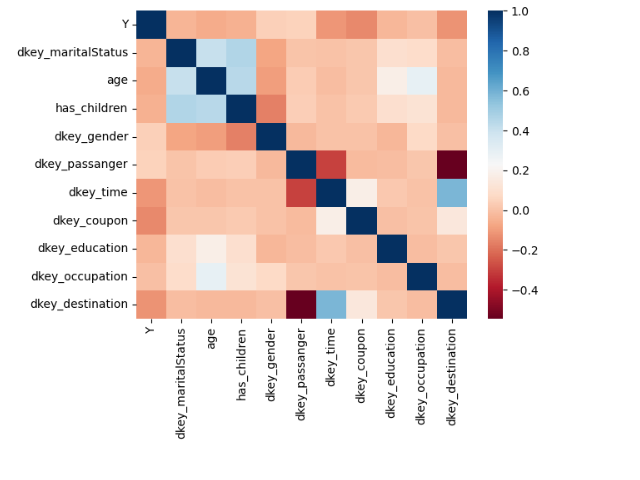 Y
dkey_maritalStatus
age
has_children
dkey_gender
dkey_passanger
dkey_time
dkey_coupon
dkey_education
dkey_occupation
dkey_destination
Y
dkey_maritalStatus
age
has_children
dkey_gender
dkey_passanger
dkey_time
dkey_coupon
dkey_education
dkey_occupation
dkey_destination
1.0
0.8
0.6
0.4
0.2
0.0
−0.2
−0.4